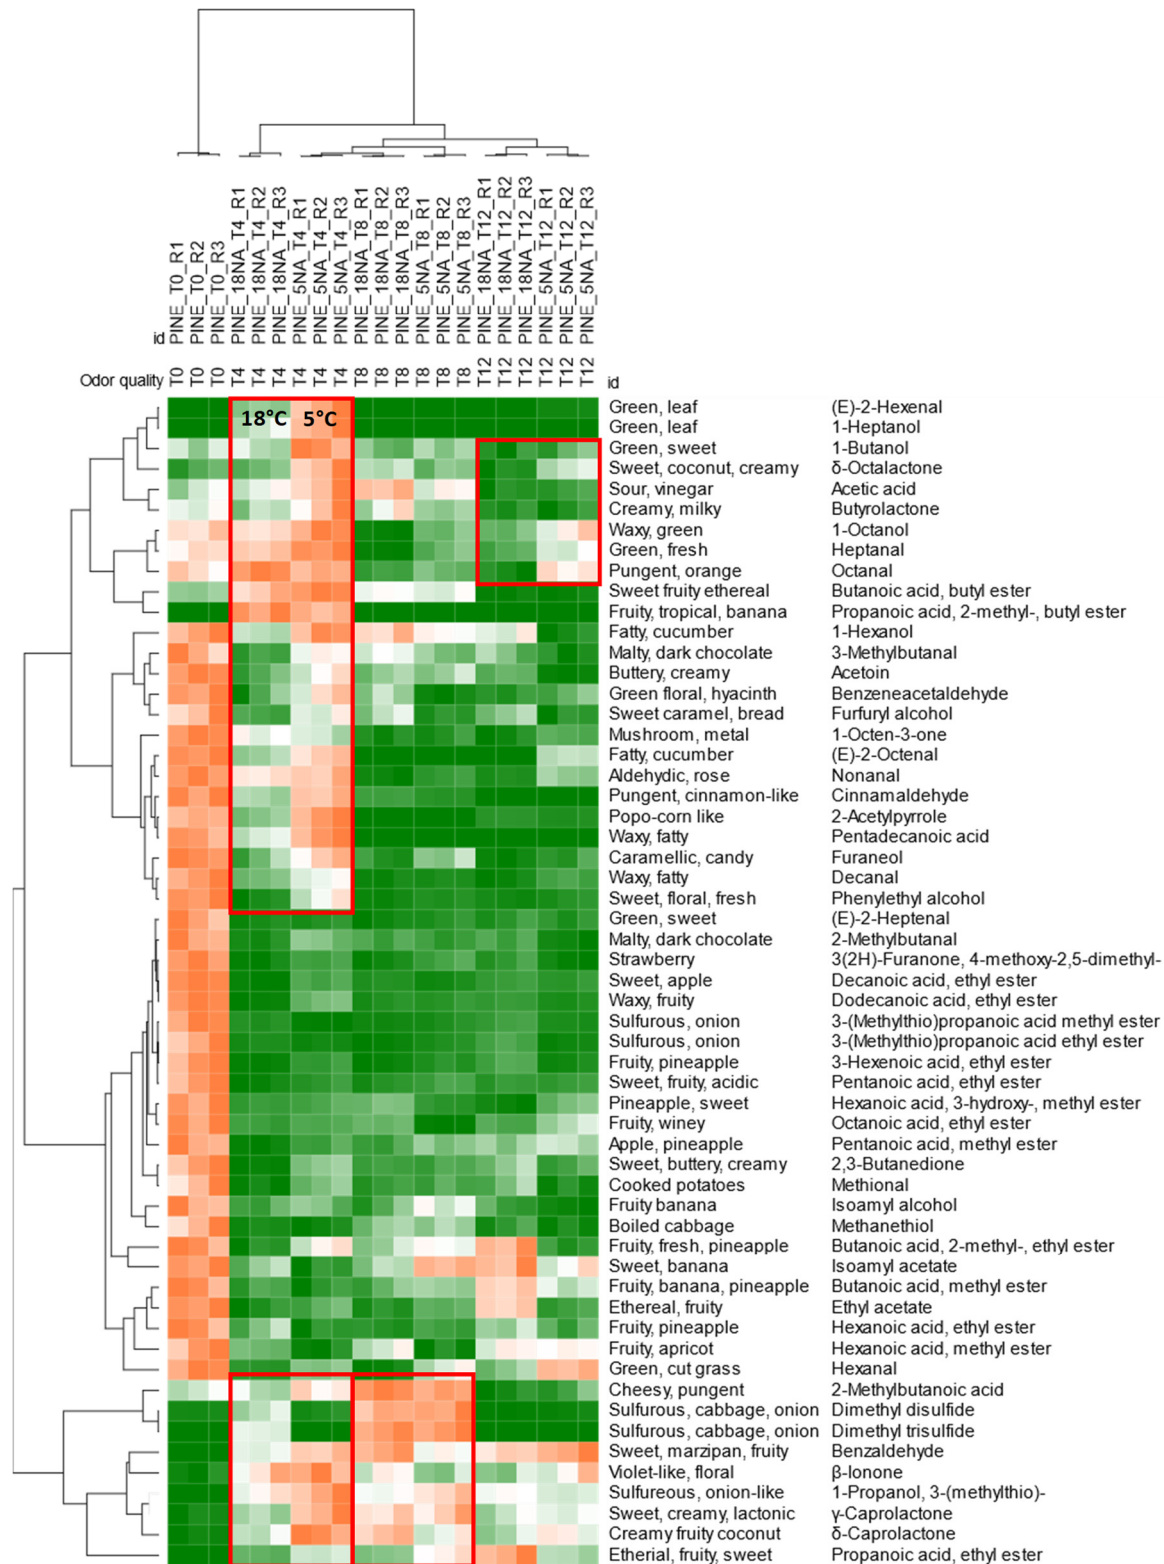 id PINE_T0_R1 PINE_T0_R2 PINE_T0_R3 PINE_18NA_T4_R1 PINE_18NA_T4_R2 PINE_18NA_T4_R3 PINE_5NA_T4_R1 PINE_5NA_T4_R2 PINE_5NA_T4_R3 PINE_18NA_T8_R1 PINE_18NA_T8_R2 PINE_18NA_T8_R3 PINE_5NA_T8_R1 PINE_5NA_T8_R2 PINE_5NA_T8_R3 PINE_18NA_T12_R1 PINE_18NA_T12_R2 PINE_18NA_T12_R3 PINE_5NA_T12_R1 PINE_5NA_T12_R2 PINE_5NA_T12_R3
Odor quality T0 T0 T0 T4 T4 T4 T4 T4 T4 T8 T8 T8 T8 T8 T8 T12 T12 T12 T12 T12 T12 id
18°C 5°C
Green, leaf (E)-2-Hexenal
Green, leaf 1-Heptanol
Green, sweet 1-Butanol
Sweet, coconut, creamy δ-Octalactone
Sour, vinegar Acetic acid
Creamy, milky Butyrolactone
Waxy, green 1-Octanol
Green, fresh Heptanal
Pungent, orange Octanal
Sweet fruity ethereal Butanoic acid, butyl ester
Fruity, tropical, banana Propanoic acid, 2-methyl-, butyl ester
Fatty, cucumber 1-Hexanol
Malty, dark chocolate 3-Methylbutanal
Buttery, creamy Acetoin
Green floral, hyacinth Benzeneacetaldehyde
Sweet caramel, bread Furfuryl alcohol
Mushroom, metal 1-Octen-3-one
Fatty, cucumber (E)-2-Octenal
Aldehydic, rose Nonanal
Pungent, cinnamon-like Cinnamaldehyde
Popo-corn like 2-Acetylpyrrole
Waxy, fatty Pentadecanoic acid
Caramellic, candy Furaneol
Waxy, fatty Decanal
Sweet, floral, fresh Phenylethyl alcohol
Green, sweet (E)-2-Heptenal
Malty, dark chocolate 2-Methylbutanal
Strawberry 3(2H)-Furanone, 4-methoxy-2,5-dimethyl-
Sweet, apple Decanoic acid, ethyl ester
Waxy, fruity Dodecanoic acid, ethyl ester
Sulfurous, onion 3-(Methylthio)propanoic acid methyl ester
Sulfurous, onion 3-(Methylthio)propanoic acid ethyl ester
Fruity, pineapple 3-Hexenoic acid, ethyl ester
Sweet, fruity, acidic Pentanoic acid, ethyl ester
Pineapple, sweet Hexanoic acid, 3-hydroxy-, methyl ester
Fruity, winey Octanoic acid, ethyl ester
Apple, pineapple Pentanoic acid, methyl ester
Sweet, buttery, creamy 2,3-Butanedione
Cooked potatoes Methional
Fruity banana Isoamyl alcohol
Boiled cabbage Methanethiol
Fruity, fresh, pineapple Butanoic acid, 2-methyl-, ethyl ester
Sweet, banana Isoamyl acetate
Fruity, banana, pineapple Butanoic acid, methyl ester
Ethereal, fruity Ethyl acetate
Fruity, pineapple Hexanoic acid, ethyl ester
Fruity, apricot Hexanoic acid, methyl ester
Green, cut grass Hexanal
Cheesy, pungent 2-Methylbutanoic acid
Sulfurous, cabbage, onion Dimethyl disulfide
Sulfurous, cabbage, onion Dimethyl trisulfide
Sweet, marzipan, fruity Benzaldehyde
Violet-like, floral β-Ionone
Sulfureous, onion-like 1-Propanol, 3-(methylthio)-
Sweet, creamy, lactonic γ-Caprolactone
Creamy fruity coconut δ-Caprolactone
Etherial, fruity, sweet Propanoic acid, ethyl ester